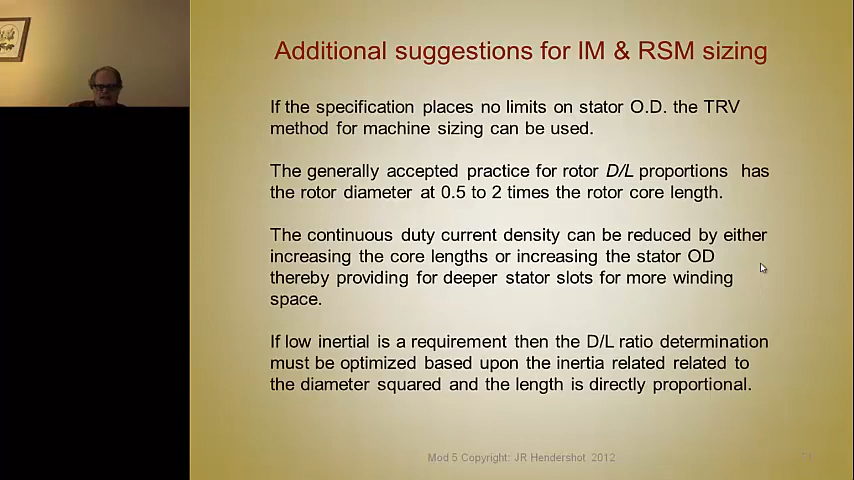 Additional suggestions for IM & RSM sizing
If the specification places no limits on stator O.D. the TRV
method for machine sizing can be used.
The generally accepted practice for rotor D/L proportions has
the rotor diameter at 0.5 to 2 times the rotor core length.
The continuous duty current density can be reduced by either
increasing the core lengths or increasing the stator OD
thereby providing for deeper stator slots for more winding
space.
If low inertial is a requirement then the D/L ratio determination
must be optimized based upon the inertia related related to
the diameter squared and the length is directly proportional.
Mod 5 Copyright: JR Hendershot 2012